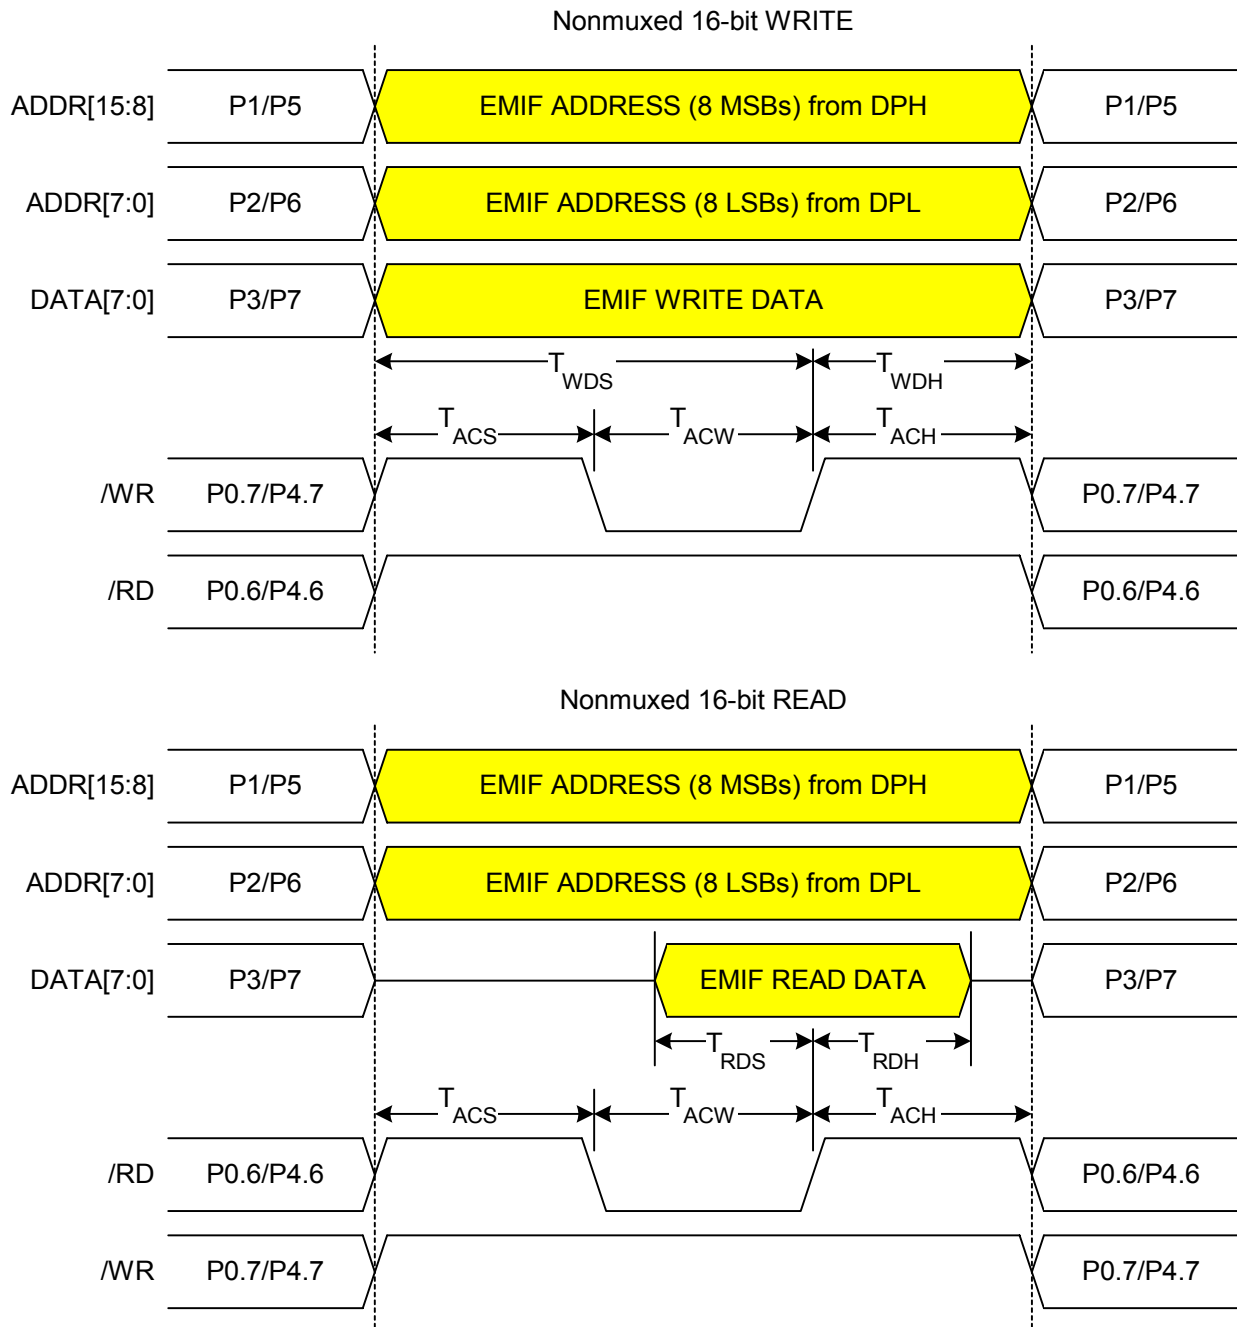 Nonmuxed 16-bit WRITE
ADDR[15:8] P1/P5 EMIF ADDRESS (8 MSBs) from DPH P1/P5
ADDR[7:0] P2/P6 EMIF ADDRESS (8 LSBs) from DPL P2/P6
DATA[7:0] P3/P7 EMIF WRITE DATA P3/P7
TWDS TWDH
TACS TACW TACH
/WR P0.7/P4.7 P0.7/P4.7
/RD P0.6/P4.6 P0.6/P4.6
Nonmuxed 16-bit READ
ADDR[15:8] P1/P5 EMIF ADDRESS (8 MSBs) from DPH P1/P5
ADDR[7:0] P2/P6 EMIF ADDRESS (8 LSBs) from DPL P2/P6
DATA[7:0] P3/P7 EMIF READ DATA P3/P7
TRDS TRDH
TACS TACW TACH
/RD P0.6/P4.6 P0.6/P4.6
/WR P0.7/P4.7 P0.7/P4.7